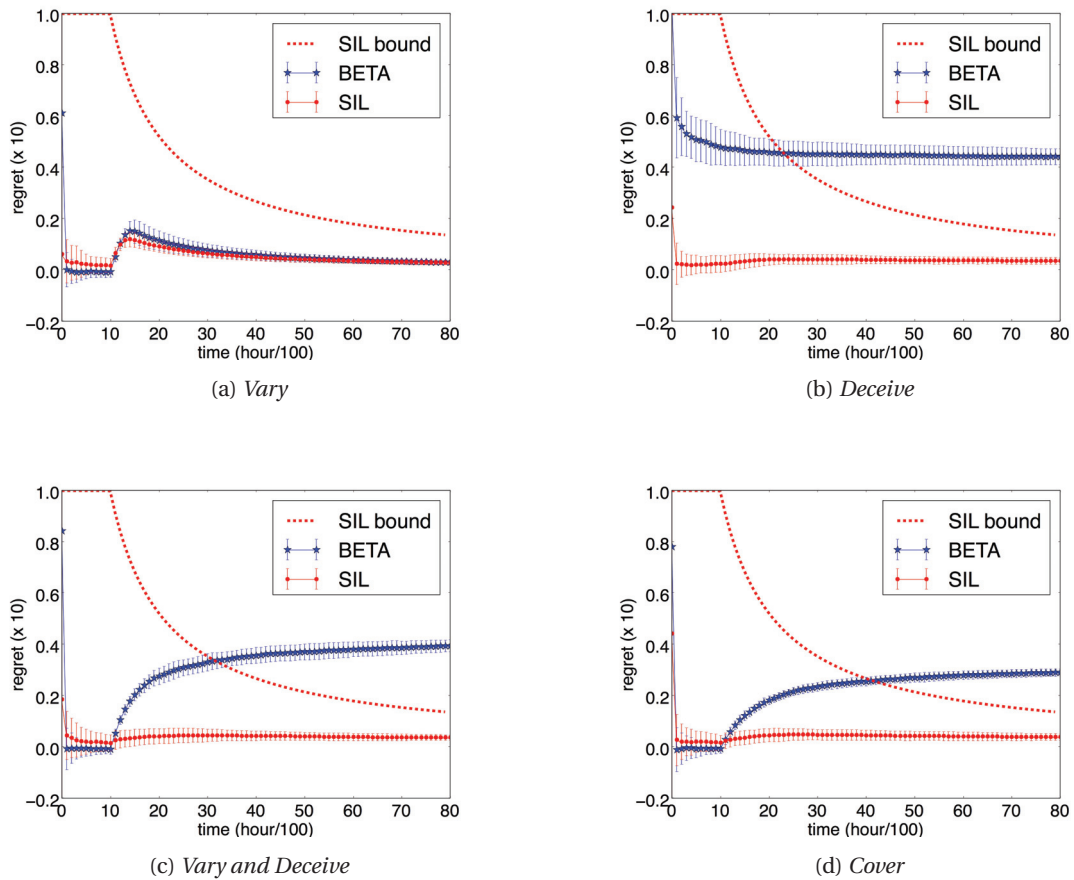 1.0
0.8
0.6
0.4
0.2
0.0
−0.2
regret (x 10)
0 10 20 30 40 50 60 70 80
time (hour/100)
SIL bound
BETA
SIL
(a) Vary
1.0
0.8
0.6
0.4
0.2
0.0
−0.2
regret (x 10)
0 10 20 30 40 50 60 70 80
time (hour/100)
SIL bound
BETA
SIL
(b) Deceive
1.0
0.8
0.6
0.4
0.2
0.0
−0.2
regret (x 10)
0 10 20 30 40 50 60 70 80
time (hour/100)
SIL bound
BETA
SIL
(c) Vary and Deceive
1.0
0.8
0.6
0.4
0.2
0.0
−0.2
regret (x 10)
0 10 20 30 40 50 60 70 80
time (hour/100)
SIL bound
BETA
SIL
(d) Cover